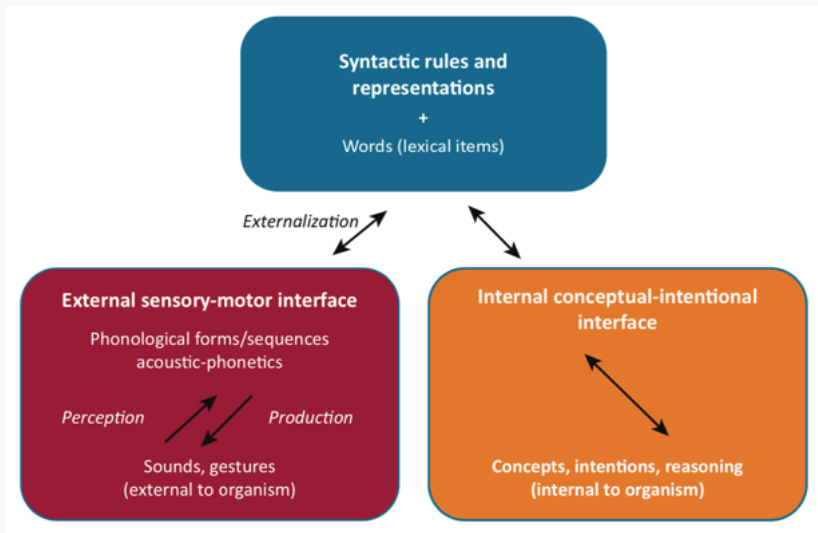 Syntactic rules and
representations
+
Words (lexical items)
Externalization
External sensory-motor interface
Phonological forms/sequences
acoustic-phonetics
Perception
Production
Sounds, gestures
(external to organism)
Internal conceptual-intentional
interface
Concepts, intentions, reasoning
(internal to organism)